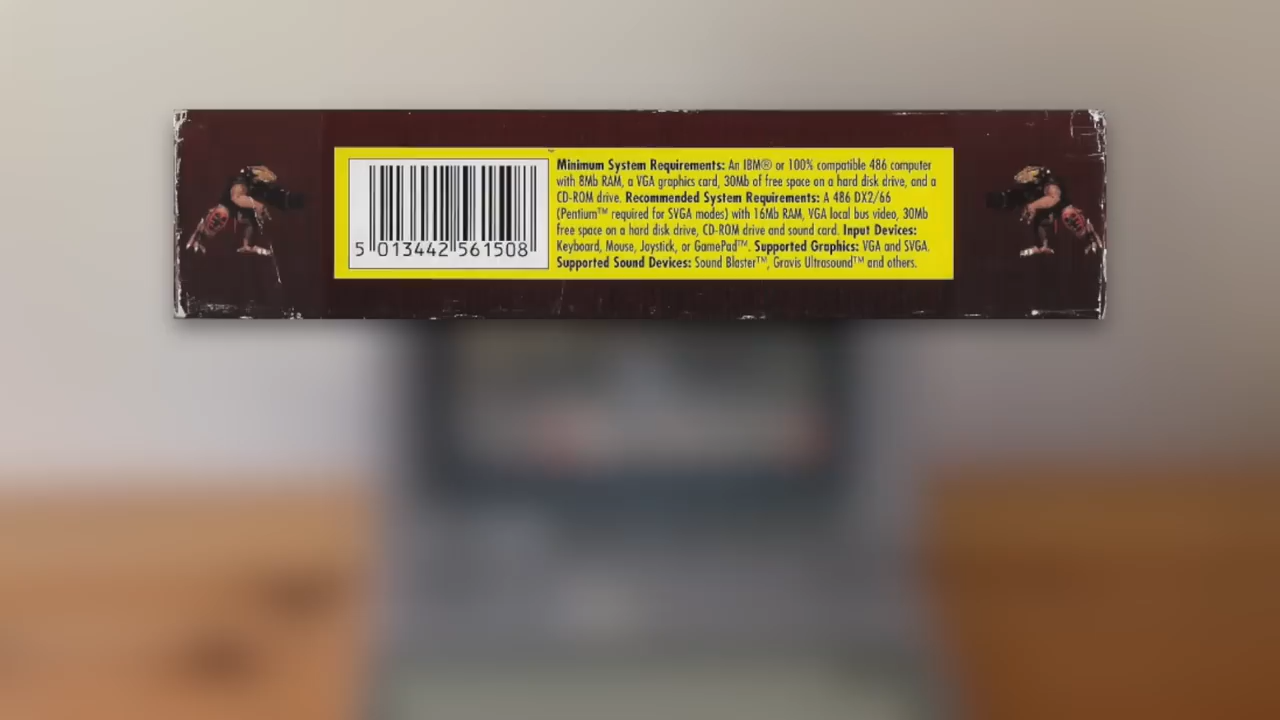 Minimum System Requirements: An IBM® or 100% compatible 486 computer
with 8Mb RAM, a VGA graphics card, 30Mb of free space on a hard disk drive, and a
CD-ROM drive. Recommended System Requirements: A 486 DX2/66
(Pentium™ required for SVGA modes) with 16Mb RAM, VGA local bus video, 30Mb
free space on a hard disk drive, CD-ROM drive and sound card. Input Devices:
Keyboard, Mouse, Joystick, or GamePad™. Supported Graphics: VGA and SVGA.
Supported Sound Devices: Sound Blaster™, Gravis Ultrasound™ and others.
5 013442 561508